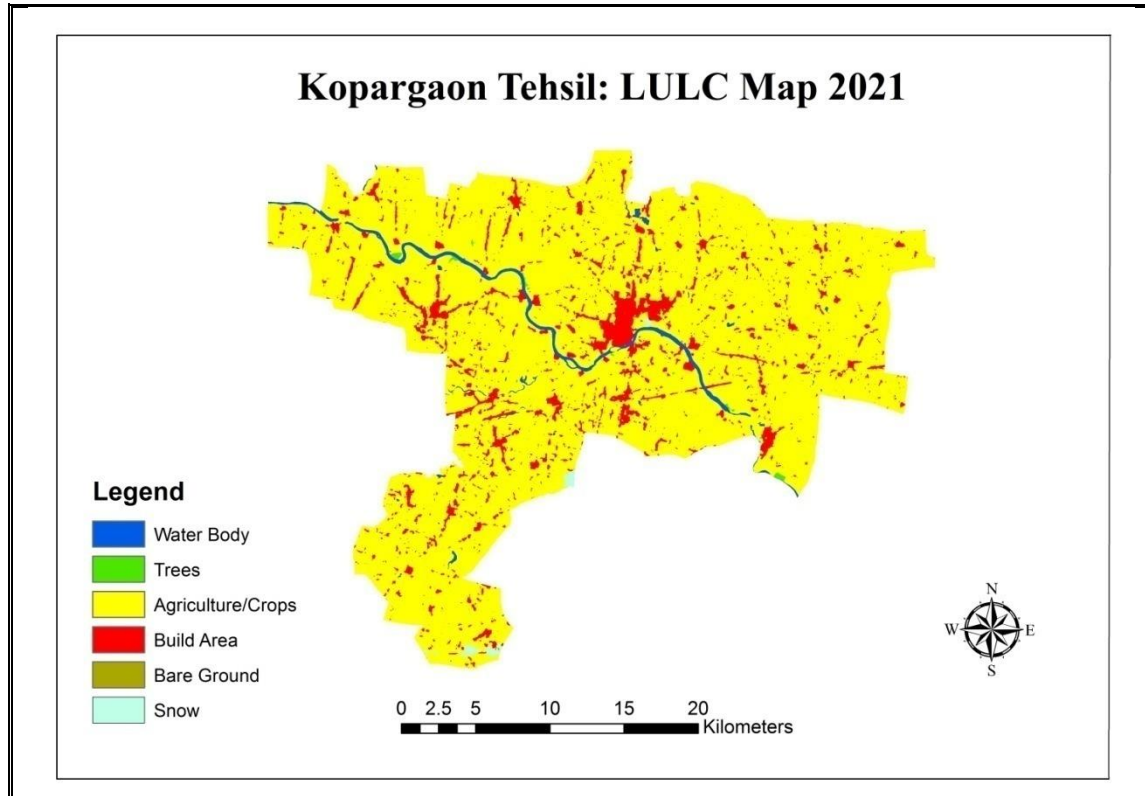 Kopargaon Tehsil: LULC Map 2021
Legend
Water Body
Trees
Agriculture/Crops
Build Area
Bare Ground
Snow
N
W E
S
0 2.5 5 10 15 20
Kilometers